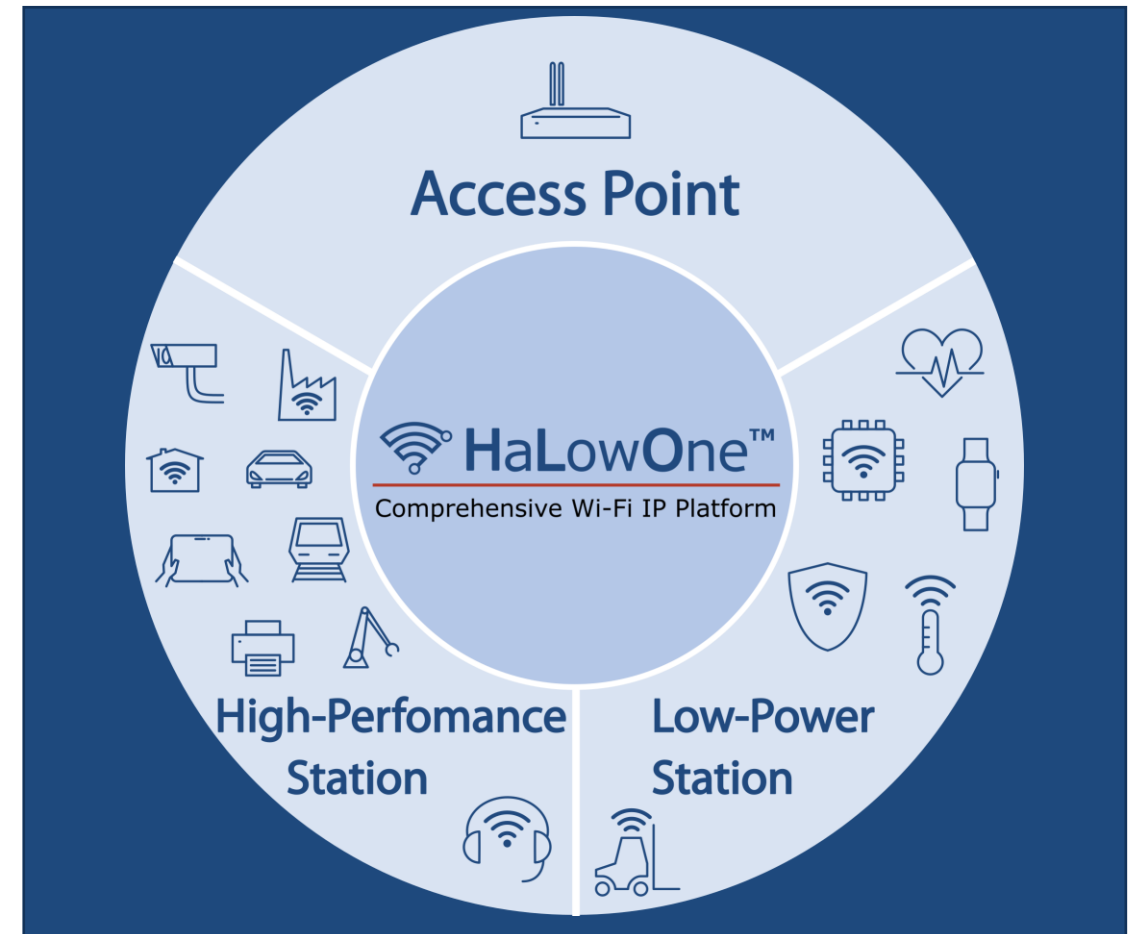 Access Point
HaLowOne™
Comprehensive Wi-Fi IP Platform
High-Perfomance
Station
Low-Power
Station